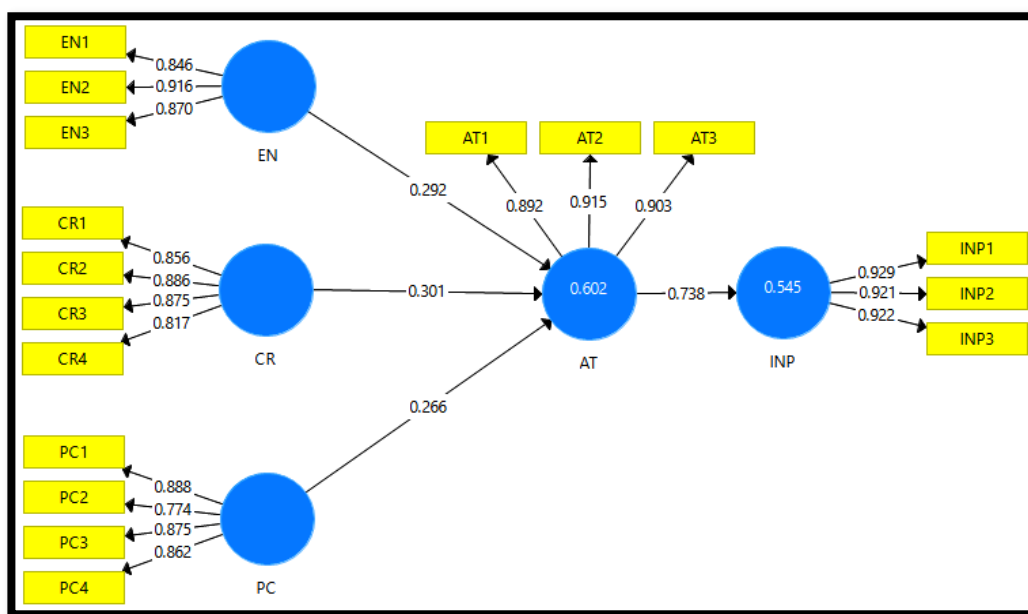 EN1
EN2
EN3
0.846
0.916
0.870
EN
0.292
CR1
CR2
CR3
CR4
0.856
0.886
0.875
0.817
CR
0.301
PC1
PC2
PC3
PC4
0.888
0.774
0.875
0.862
PC
0.266
AT1
AT2
AT3
0.892
0.915
0.903
0.602
AT
0.738
0.545
INP
0.929
0.921
0.922
INP1
INP2
INP3